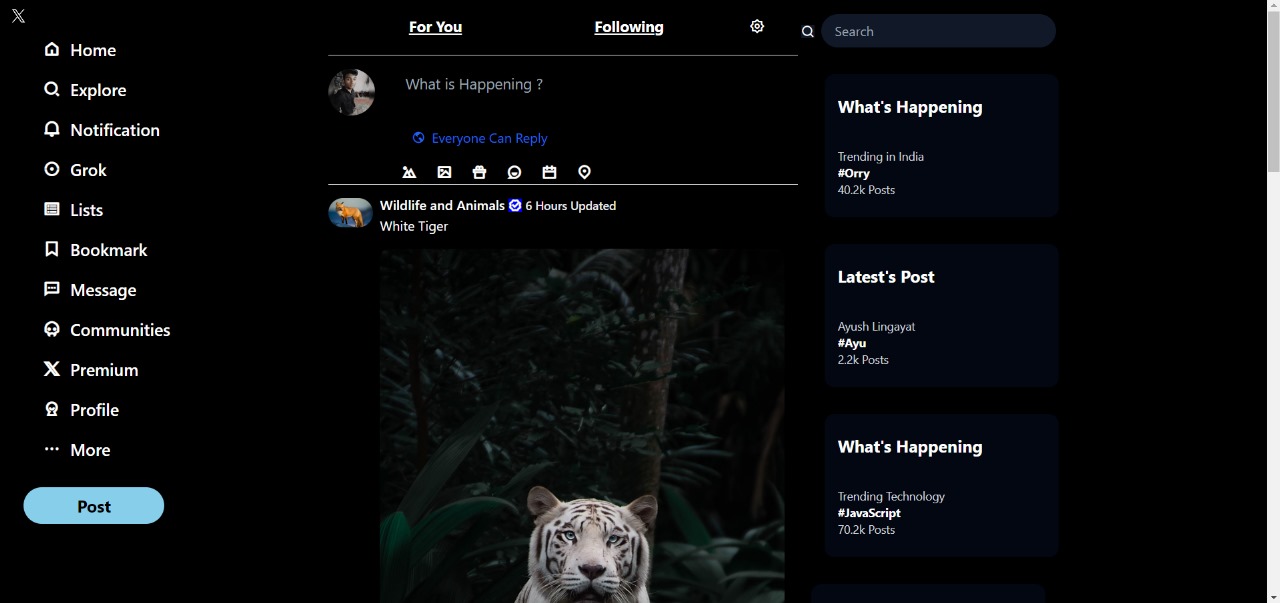 Home
Explore
Notification
Grok
Lists
Bookmark
Message
Communities
Premium
Profile
More
Post
For You
Following
What is Happening ?
Everyone Can Reply
Wildlife and Animals 6 Hours Updated
White Tiger
Search
What's Happening
Trending in India
#Orry
40.2k Posts
Latest's Post
Ayush Lingayat
#Ayu
2.2k Posts
What's Happening
Trending Technology
#JavaScript
70.2k Posts